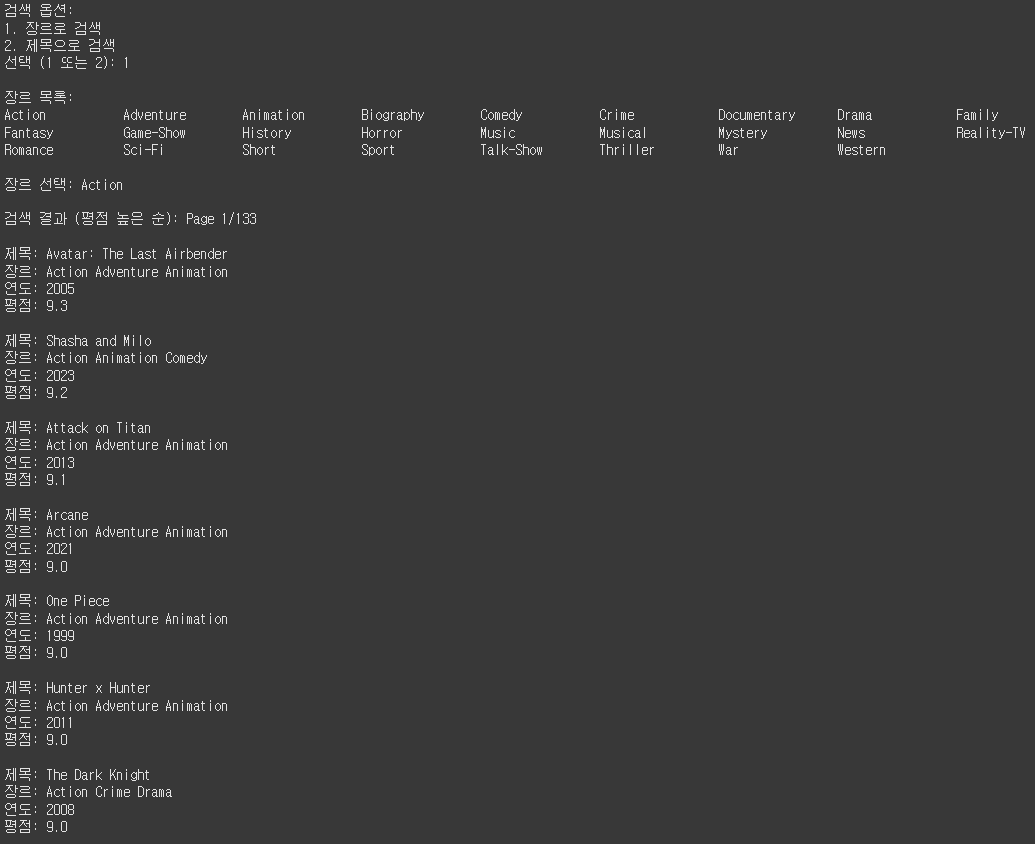 검색 옵션:
1. 장르로 검색
2. 제목으로 검색
선택 (1 또는 2): 1
장르 목록:
Action Adventure Animation Biography Comedy Crime Documentary Drama Family
Fantasy Game-Show History Horror Music Musical Mystery News Reality-TV
Romance Sci-Fi Short Sport Talk-Show Thriller War Western
장르 선택: Action
검색 결과 (평점 높은 순): Page 1/133
제목: Avatar: The Last Airbender
장르: Action Adventure Animation
연도: 2005
평점: 9.3
제목: Shasha and Milo
장르: Action Animation Comedy
연도: 2023
평점: 9.2
제목: Attack on Titan
장르: Action Adventure Animation
연도: 2013
평점: 9.1
제목: Arcane
장르: Action Adventure Animation
연도: 2021
평점: 9.0
제목: One Piece
장르: Action Adventure Animation
연도: 1999
평점: 9.0
제목: Hunter x Hunter
장르: Action Adventure Animation
연도: 2011
평점: 9.0
제목: The Dark Knight
장르: Action Crime Drama
연도: 2008
평점: 9.0